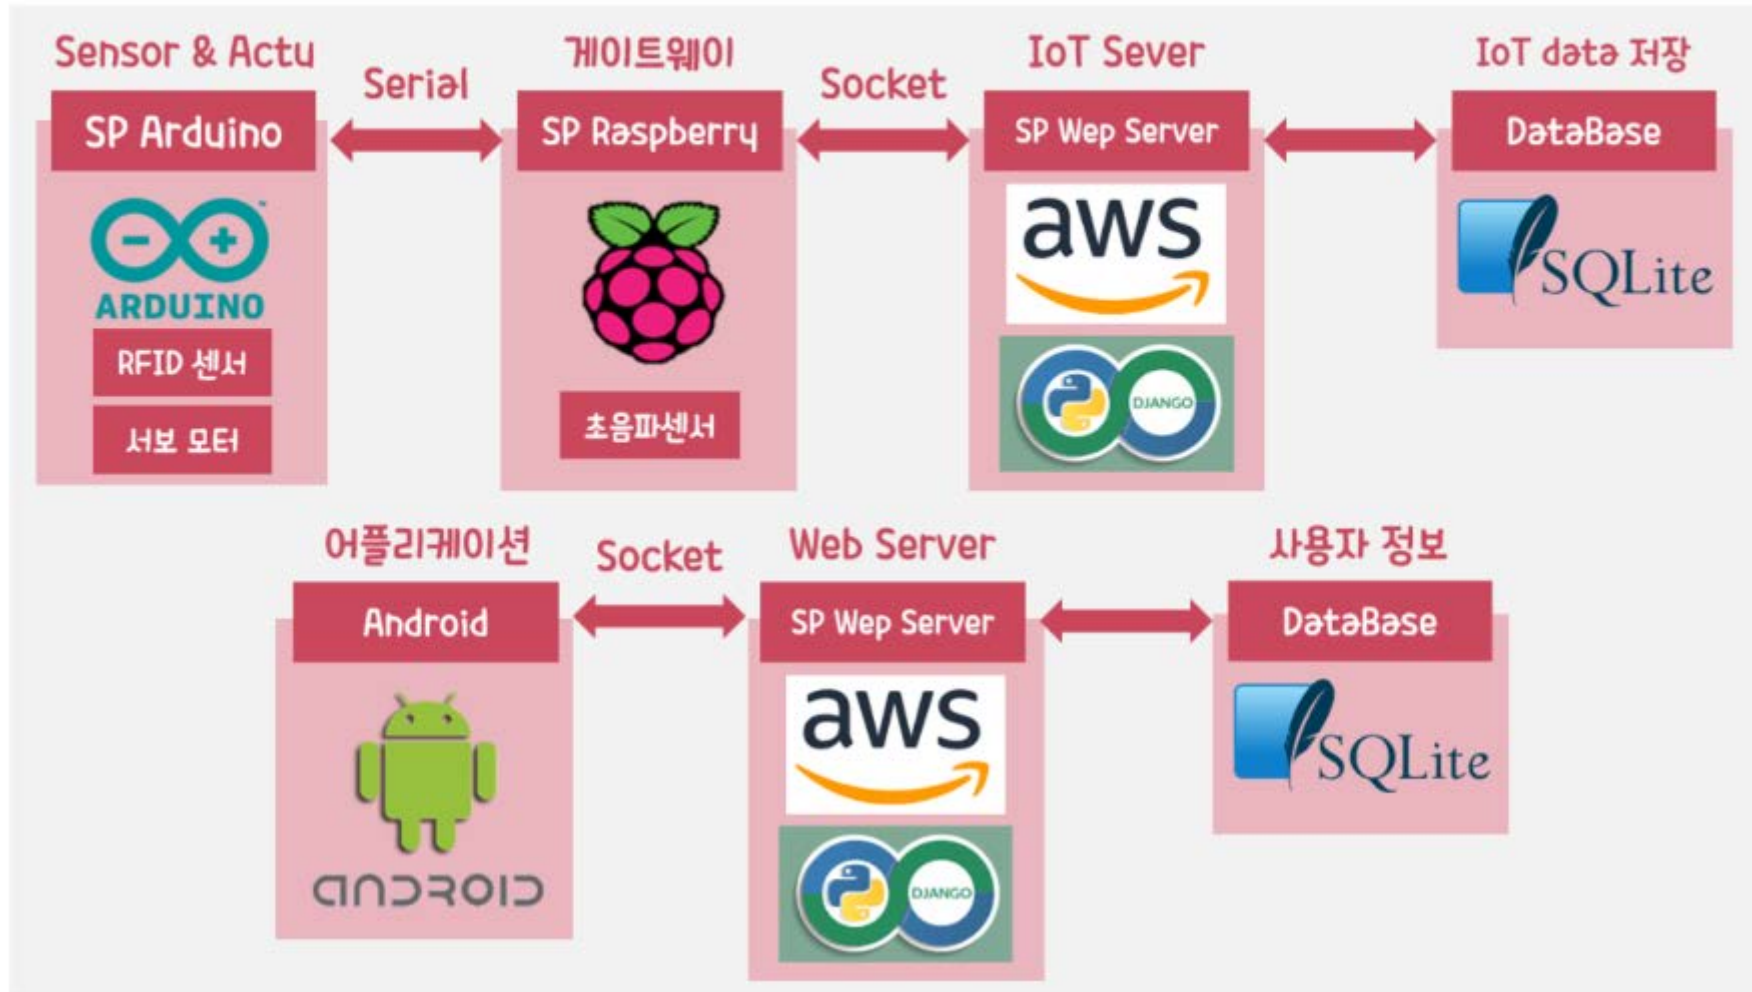 Sensor & Actu
Serial
게이트웨이
Socket
IoT Sever
IoT data 저장
SP Arduino
SP Raspberry
SP Wep Server
DataBase
ARDUINO
™
RFID 센서
서보 모터
초음파센서
aws
DJANGO
SQLite
어플리케이션
Socket
Web Server
사용자 정보
Android
SP Wep Server
DataBase
ANDROID
aws
DJANGO
SQLite